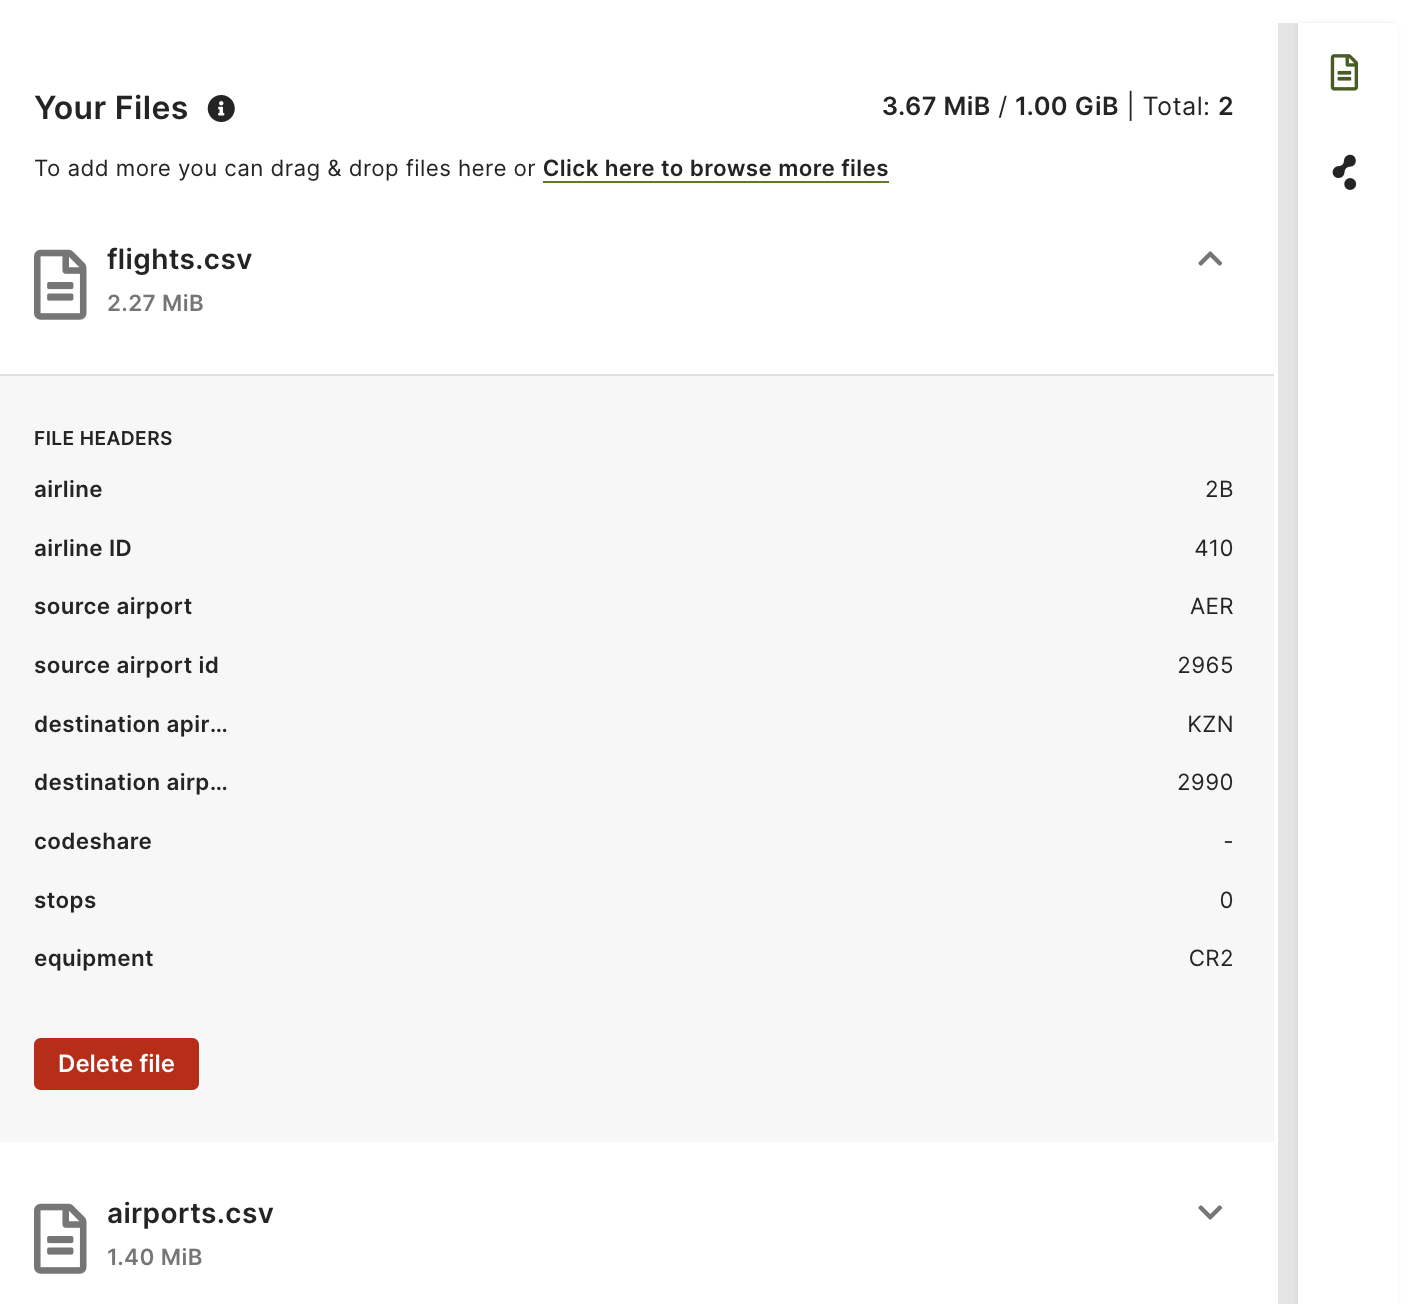 Your Files
3.67 MiB / 1.00 GiB | Total: 2
To add more you can drag & drop files here or Click here to browse more files
flights.csv
2.27 MiB
FILE HEADERS
airline 2B
airline ID 410
source airport AER
source airport id 2965
destination apir... KZN
destination airp... 2990
codeshare -
stops 0
equipment CR2
Delete file
airports.csv
1.40 MiB